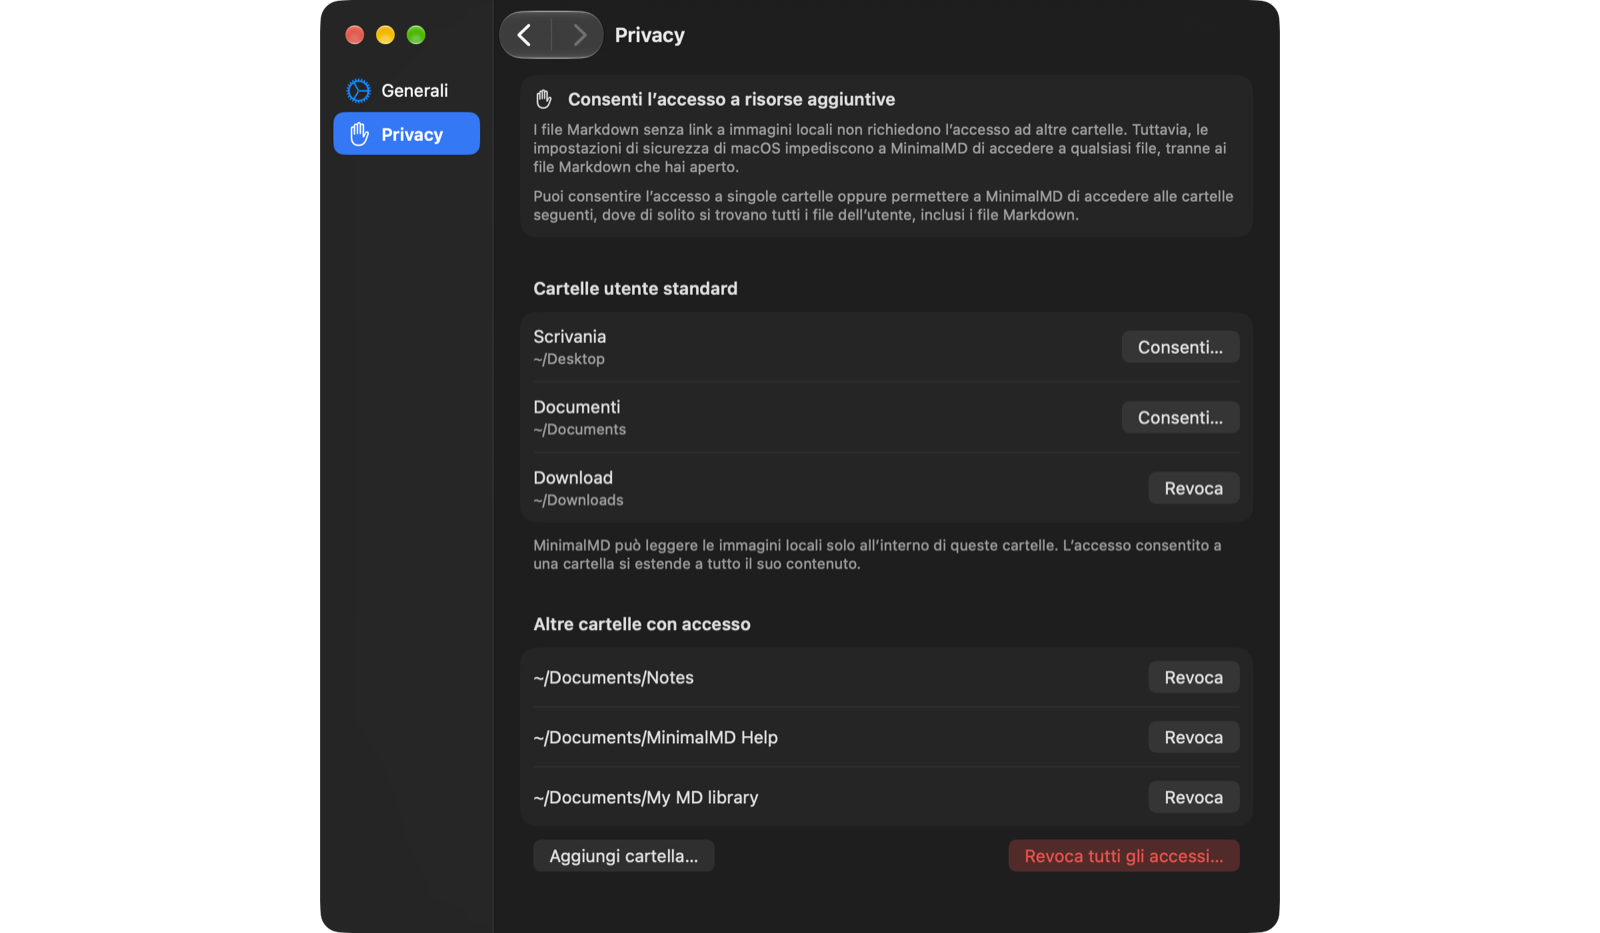 Privacy
Generali
Privacy
Consenti l’accesso a risorse aggiuntive
I file Markdown senza link a immagini locali non richiedono l’accesso ad altre cartelle. Tuttavia, le
impostazioni di sicurezza di macOS impediscono a MinimalMD di accedere a qualsiasi file, tranne ai
file Markdown che hai aperto.
Puoi consentire l’accesso a singole cartelle oppure permettere a MinimalMD di accedere alle cartelle
seguenti, dove di solito si trovano tutti i file dell’utente, inclusi i file Markdown.
Cartelle utente standard
Scrivania
~/Desktop
Consenti...
Documenti
~/Documents
Consenti...
Download
~/Downloads
Revoca
MinimalMD può leggere le immagini locali solo all’interno di queste cartelle. L’accesso consentito a
una cartella si estende a tutto il suo contenuto.
Altre cartelle con accesso
~/Documents/Notes
Revoca
~/Documents/MinimalMD Help
Revoca
~/Documents/My MD library
Revoca
Aggiungi cartella...
Revoca tutti gli accessi...